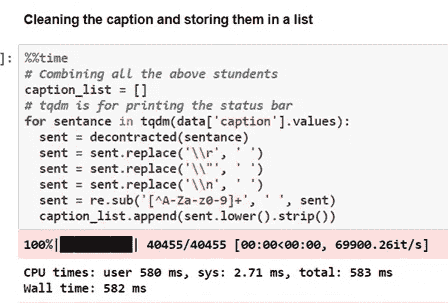 Cleaning the caption and storing them in a list
]: %%time
# Combining all the above stundents
caption_list = []
# tqdm is for printing the status bar
for sentance in tqdm(data['caption'].values):
sent = decontracted(sentance)
sent = sent.replace('\\r', ' ')
sent = sent.replace('\\"', ' ')
sent = sent.replace('\\n', ' ')
sent = re.sub('[^A-Za-z0-9]+', ' ', sent)
caption_list.append(sent.lower().strip())
100%|██████████| 40455/40455 [00:00<00:00, 69900.26it/s]
CPU times: user 580 ms, sys: 2.71 ms, total: 583 ms
Wall time: 582 ms